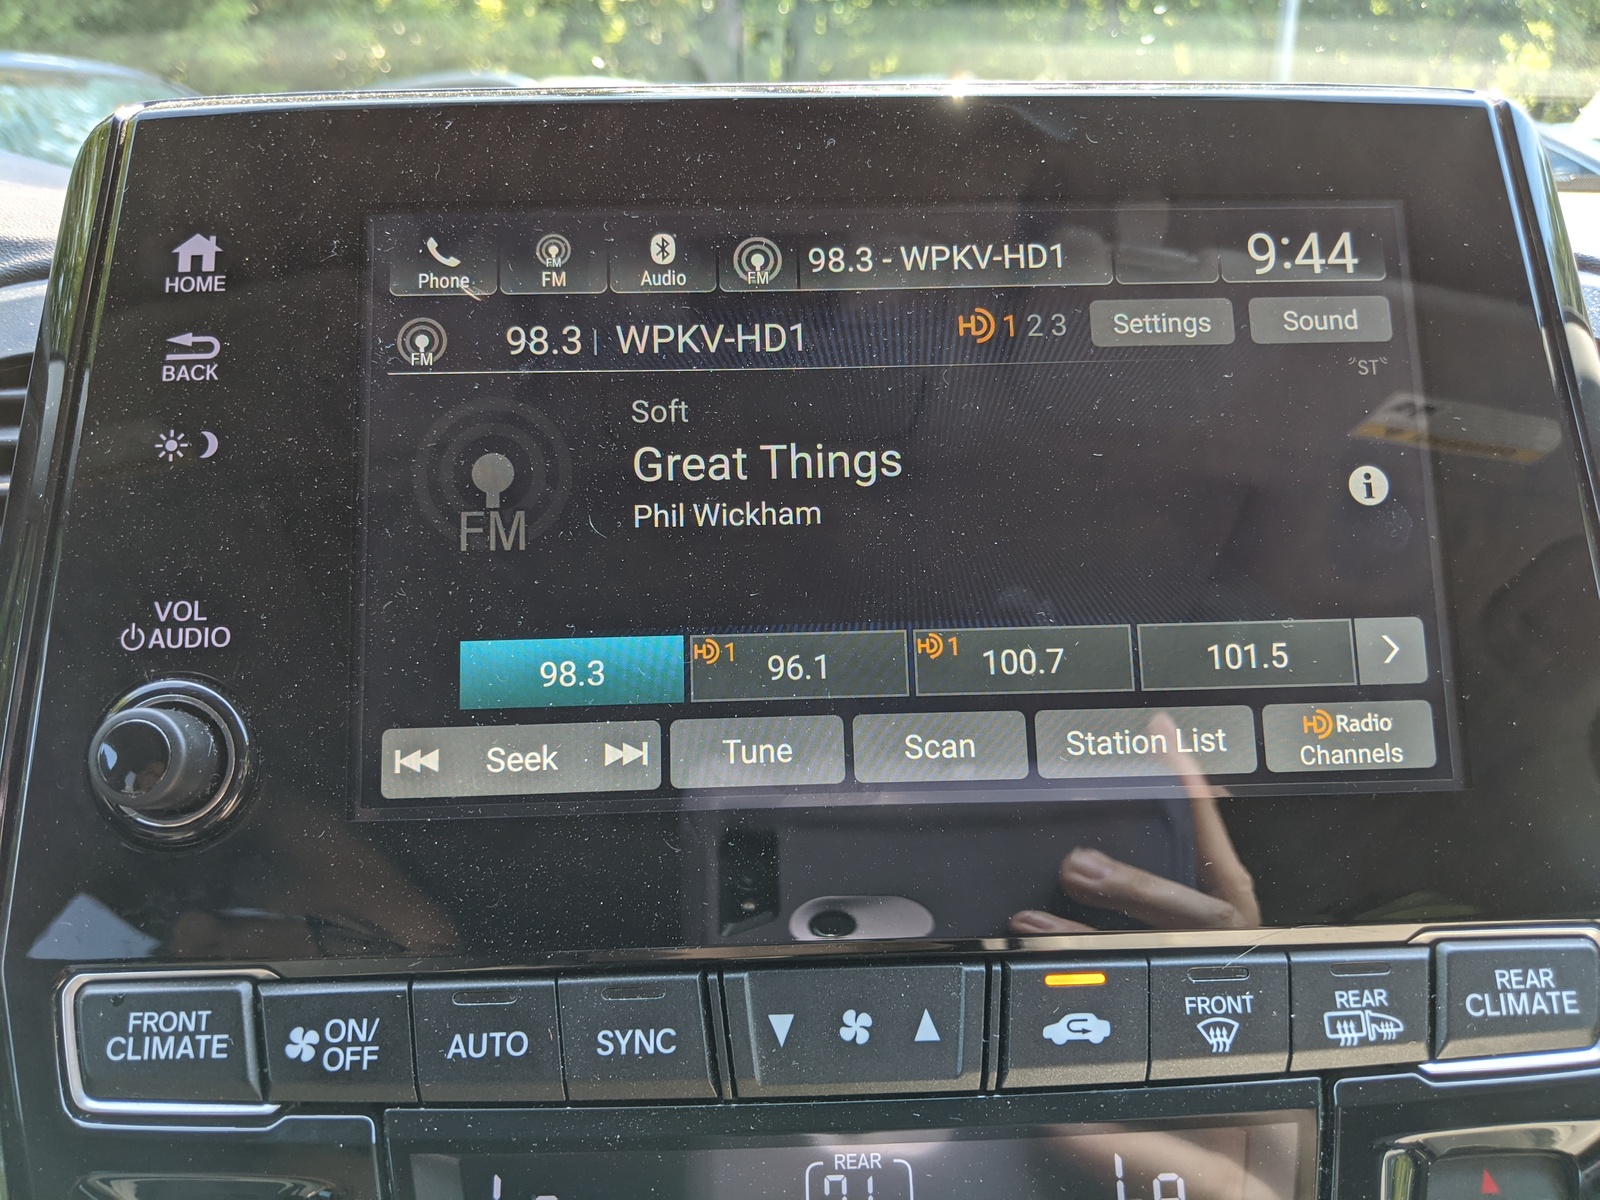 HOME
BACK
VOL
AUDIO
Phone
FM
FM
Audio
FM
98.3 - WPKV-HD1
9:44
FM
98.3 | WPKV-HD1
HD 1 2 3
Settings
Sound
"ST"
Soft
Great Things
Phil Wickham
FM
98.3
HD 1 96.1
HD 1 100.7
101.5
Seek
Tune
Scan
Station List
HD Radio
Channels
FRONT
CLIMATE
ON/
OFF
AUTO
SYNC
FRONT
REAR
REAR
CLIMATE
REAR